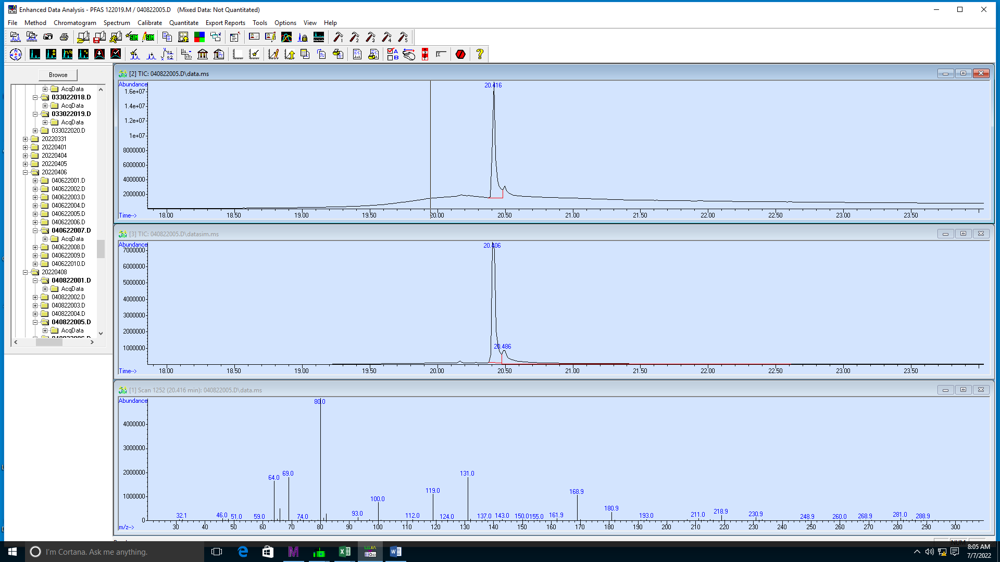 Enhanced Data Analysis - PFAS 122019.M / 040822005.D (Mixed Data: Not Quantitated)
File Method Chromatogram Spectrum Calibrate Quantitate Export Reports Tools Options View Help
Browse
AcqData
033022018.D
AcqData
033022019.D
AcqData
033022020.D
20220331
20220401
20220404
20220405
20220406
040622001.D
040622002.D
040622003.D
040622004.D
040622005.D
040622006.D
040622007.D
AcqData
040622008.D
040622009.D
040622010.D
20220408
040822001.D
AcqData
040822002.D
040822003.D
040822004.D
040822005.D
AcqData
[2] TIC: 040822005.D\data.ms
Abundance
20.416
1.6e+07
1.4e+07
1.2e+07
1e+07
8000000
6000000
4000000
2000000
18.00 18.50 19.00 19.50 20.00 20.50 21.00 21.50 22.00 22.50 23.00 23.50
Time-->
[3] TIC: 040822005.D\datasim.ms
Abundance
20.406
7000000
6000000
5000000
4000000
3000000
2000000
20.486
1000000
18.00 18.50 19.00 19.50 20.00 20.50 21.00 21.50 22.00 22.50 23.00 23.50
Time-->
[1] Scan 1252 (20.416 min): 040822005.D\data.ms
Abundance
80.0
4000000
3000000
2000000
1000000
0
64.0 69.0 131.0
119.0 168.9
100.0
32.1 46.0 51.0 59.0 74.0 93.0 112.0 124.0 137.0 143.0 150.0 155.0 161.9 180.9 193.0 211.0 218.9 230.9 248.9 260.0 268.9 281.0 288.9
30 40 50 60 70 80 90 100 110 120 130 140 150 160 170 180 190 200 210 220 230 240 250 260 270 280 290 300
m/z-->
NUM
I'm Cortana. Ask me anything.
8:05 AM
7/7/2022